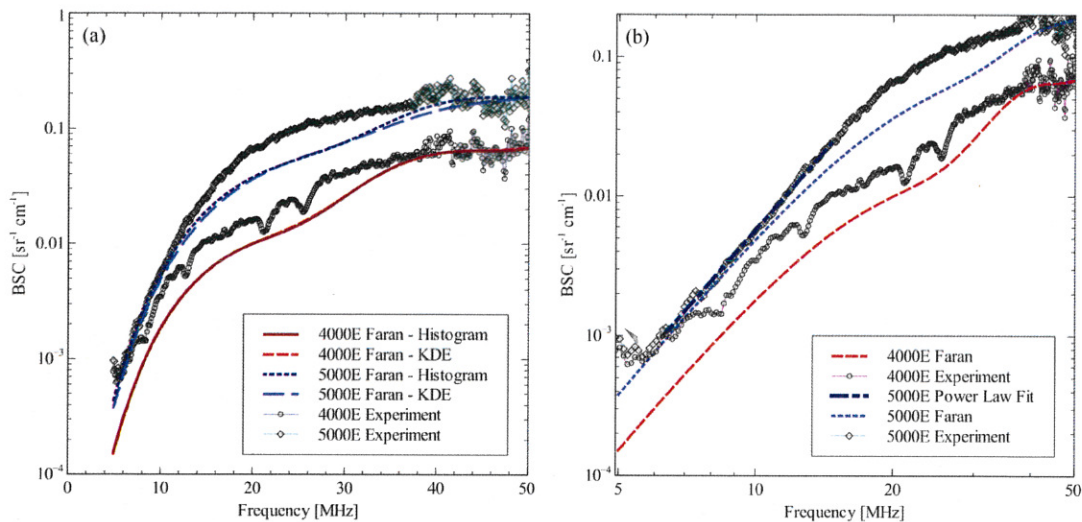 (a)
1
0.1
0.01
10⁻³
10⁻⁴
BSC [sr⁻¹ cm⁻¹]
0 10 20 30 40 50
Frequency [MHz]
4000E Faran - Histogram
4000E Faran - KDE
5000E Faran - Histogram
5000E Faran - KDE
4000E Experiment
5000E Experiment
(b)
0.1
0.01
10⁻³
10⁻⁴
BSC [sr⁻¹ cm⁻¹]
5 10 20 30 40 50
Frequency [MHz]
4000E Faran
4000E Experiment
5000E Power Law Fit
5000E Faran
5000E Experiment